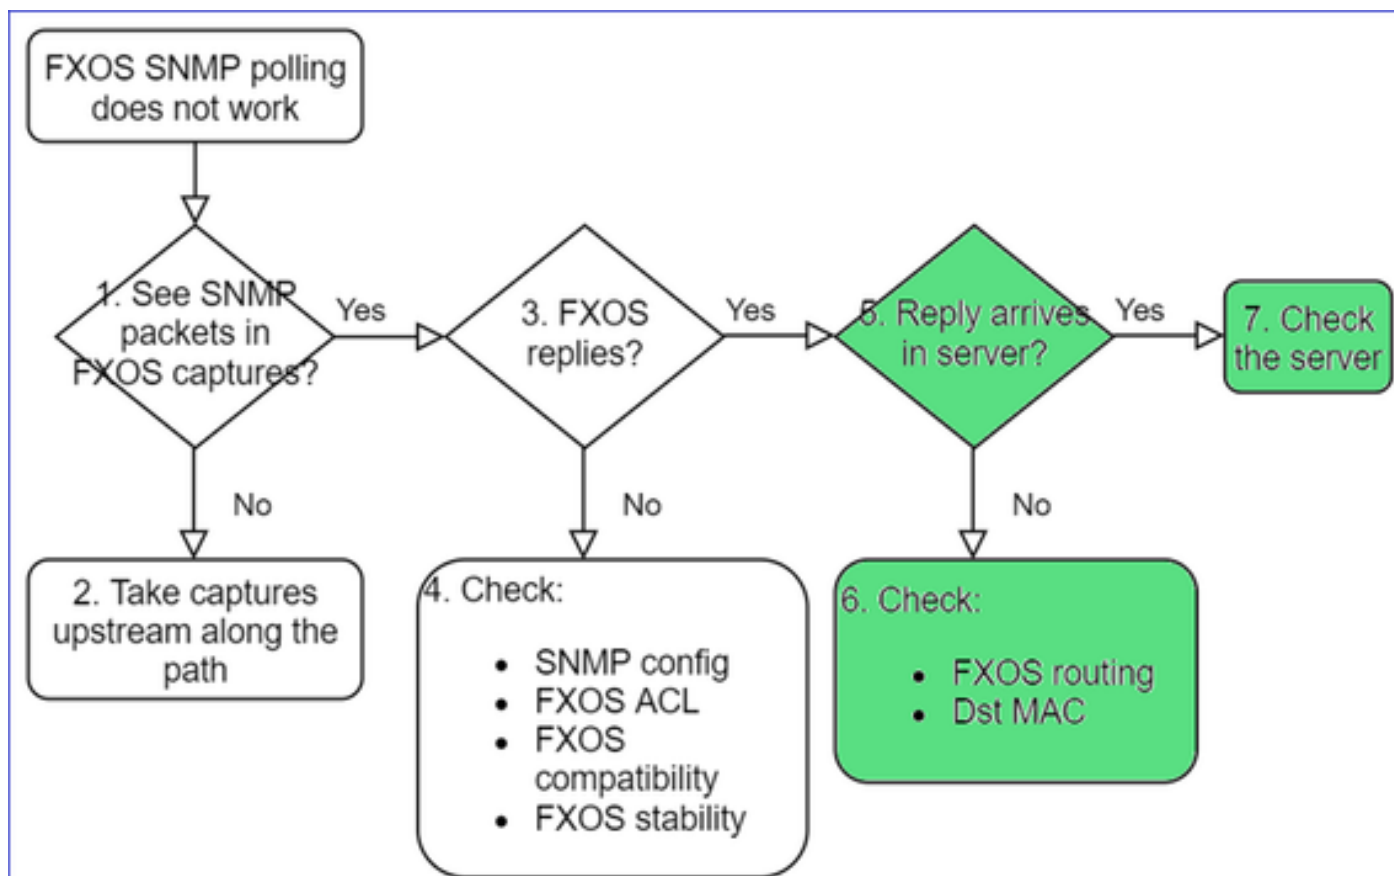 FXOS SNMP polling
does not work
1. See SNMP
packets in
FXOS captures?
Yes
No
2. Take captures
upstream along the
path
3. FXOS
replies?
Yes
No
4. Check:
• SNMP config
• FXOS ACL
• FXOS
compatibility
• FXOS stability
5. Reply arrives
in server?
Yes
No
6. Check:
• FXOS routing
• Dst MAC
7. Check
the server